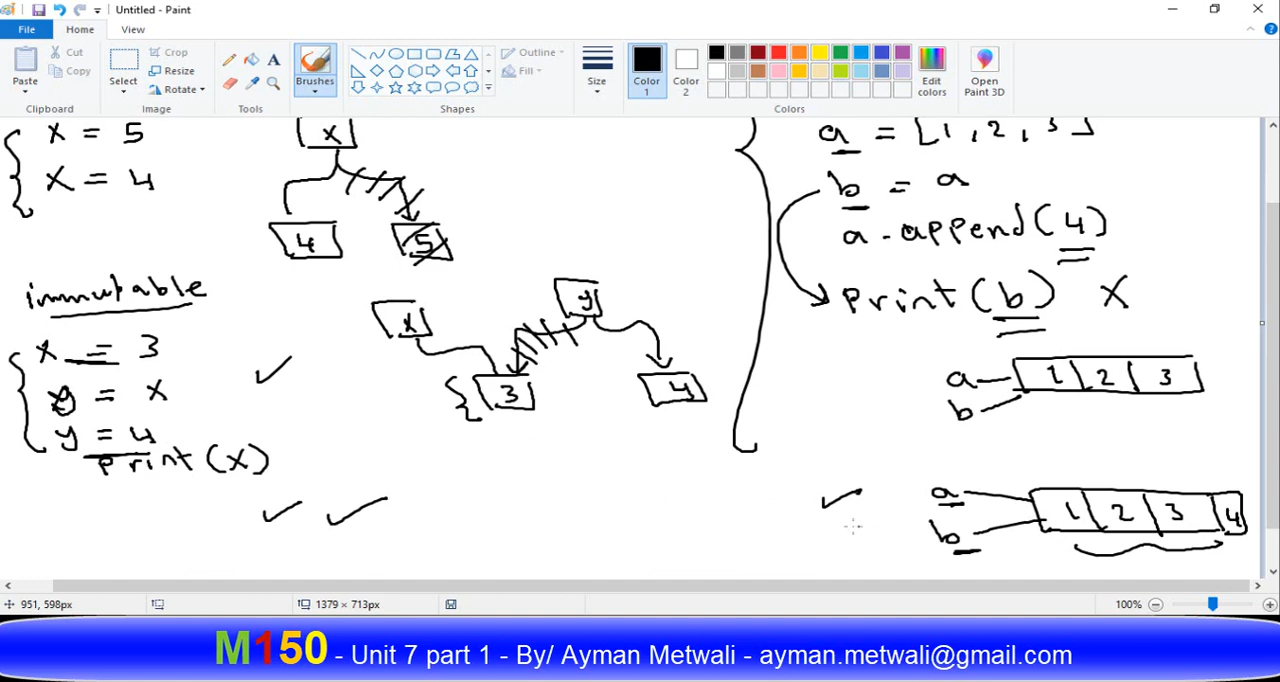 Untitled - Paint
File Home View
Paste
Cut
Copy
Clipboard
Select
Crop
Resize
Rotate
Image
Tools
Brushes
Shapes
Outline
Fill
Size
Color 1
Color 2
Colors
Edit colors
Open Paint 3D
x = 5
x = 4
x
4
5
immutable
x = 3
y = x
y = 4
print(x)
x
y
3
4
a = [1, 2, 3]
b = a
a.append(4)
print(b) X
a
b
1 2 3
a
b
1 2 3 4
951, 598px
1379 × 713px
100%
M150 - Unit 7 part 1 - By/ Ayman Metwali - ayman.metwali@gmail.com